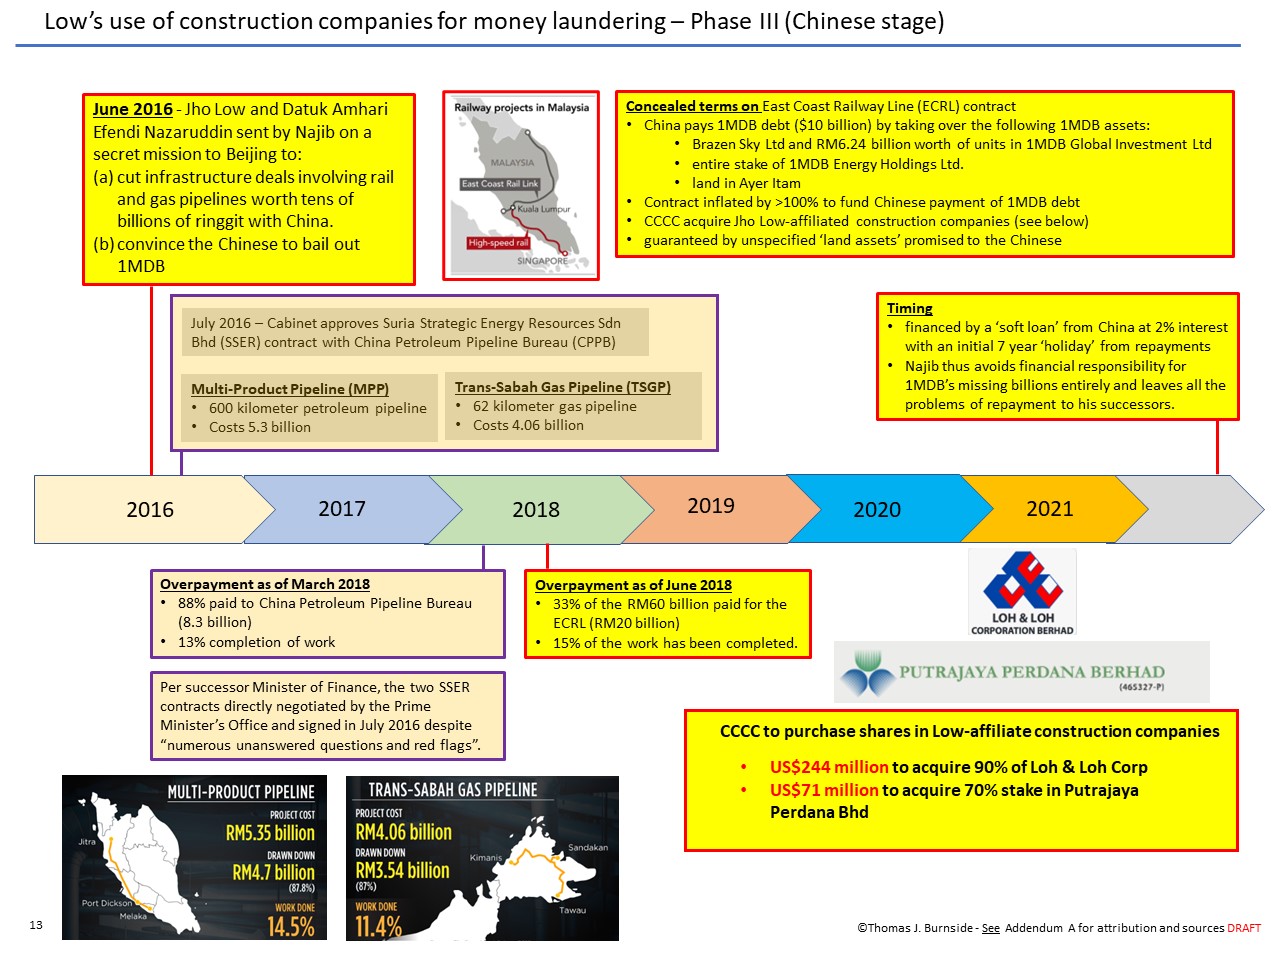 Low’s use of construction companies for money laundering – Phase III (Chinese stage)
June 2016 - Jho Low and Datuk Amhari
Efendi Nazaruddin sent by Najib on a
secret mission to Beijing to:
(a) cut infrastructure deals involving rail
and gas pipelines worth tens of
billions of ringgit with China.
(b) convince the Chinese to bail out
1MDB
Railway projects in Malaysia
MALAYSIA
East Coast Rail Link
Kuala Lumpur
High-speed rail
SINGAPORE
Concealed terms on East Coast Railway Line (ECRL) contract
• China pays 1MDB debt ($10 billion) by taking over the following 1MDB assets:
• Brazen Sky Ltd and RM6.24 billion worth of units in 1MDB Global Investment Ltd
• entire stake of 1MDB Energy Holdings Ltd.
• land in Ayer Itam
• Contract inflated by >100% to fund Chinese payment of 1MDB debt
• CCCC acquire Jho Low-affiliated construction companies (see below)
• guaranteed by unspecified ‘land assets’ promised to the Chinese
July 2016 – Cabinet approves Suria Strategic Energy Resources Sdn
Bhd (SSER) contract with China Petroleum Pipeline Bureau (CPPB)
Multi-Product Pipeline (MPP)
• 600 kilometer petroleum pipeline
• Costs 5.3 billion
Trans-Sabah Gas Pipeline (TSGP)
• 62 kilometer gas pipeline
• Costs 4.06 billion
Timing
• financed by a ‘soft loan’ from China at 2% interest
with an initial 7 year ‘holiday’ from repayments
• Najib thus avoids financial responsibility for
1MDB’s missing billions entirely and leaves all the
problems of repayment to his successors.
2016
2017
2018
2019
2020
2021
Overpayment as of March 2018
• 88% paid to China Petroleum Pipeline Bureau
(8.3 billion)
• 13% completion of work
Overpayment as of June 2018
• 33% of the RM60 billion paid for the
ECRL (RM20 billion)
• 15% of the work has been completed.
LOH & LOH
CORPORATION BERHAD
PUTRAJAYA PERDANA BERHAD
(465327-P)
Per successor Minister of Finance, the two SSER
contracts directly negotiated by the Prime
Minister’s Office and signed in July 2016 despite
“numerous unanswered questions and red flags”.
CCCC to purchase shares in Low-affiliate construction companies
• US$244 million to acquire 90% of Loh & Loh Corp
• US$71 million to acquire 70% stake in Putrajaya
Perdana Bhd
MULTI-PRODUCT PIPELINE
PROJECT COST
RM5.35 billion
DRAWN DOWN
RM4.7 billion
(87.8%)
WORK DONE
14.5%
Jitra
Port Dickson
Melaka
TRANS-SABAH GAS PIPELINE
PROJECT COST
RM4.06 billion
DRAWN DOWN
RM3.54 billion
(87%)
WORK DONE
11.4%
Kimanis
Sandakan
Tawau
13
©Thomas J. Burnside - See Addendum A for attribution and sources DRAFT